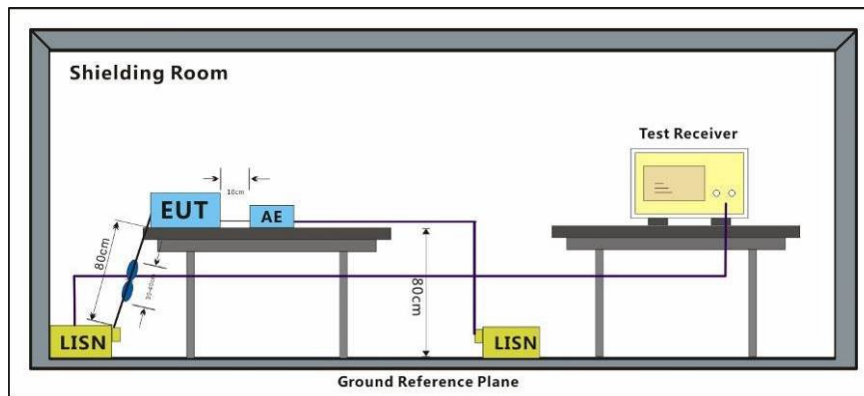 Shielding Room
Test Receiver
10cm
EUT
AE
80cm
80cm
LISN
LISN
Ground Reference Plane